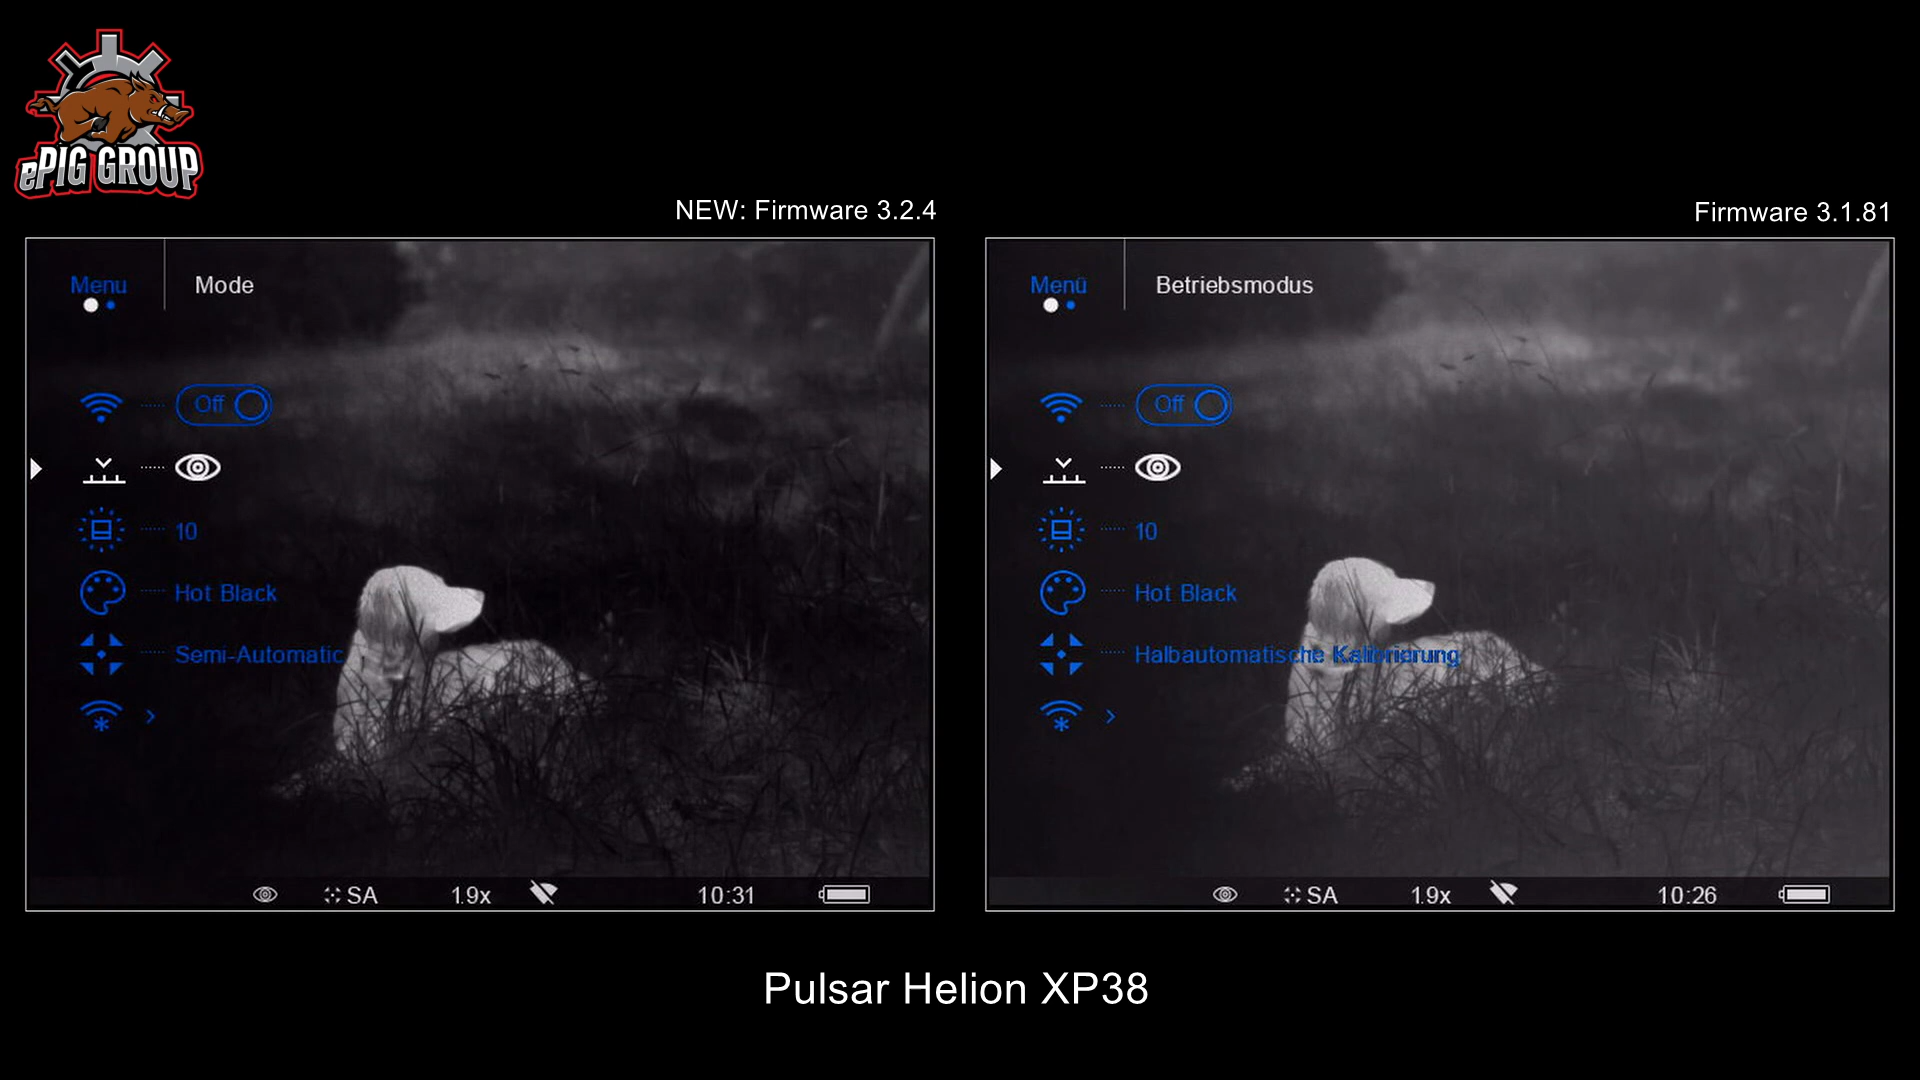 ePIG GROUP
NEW: Firmware 3.2.4
Firmware 3.1.81
Menu
Mode
Off
10
Hot Black
Semi-Automatic
SA
1.9x
10:31
Menü
Betriebsmodus
Off
10
Hot Black
Halbautomatische Kalibrierung
SA
1.9x
10:26
Pulsar Helion XP38